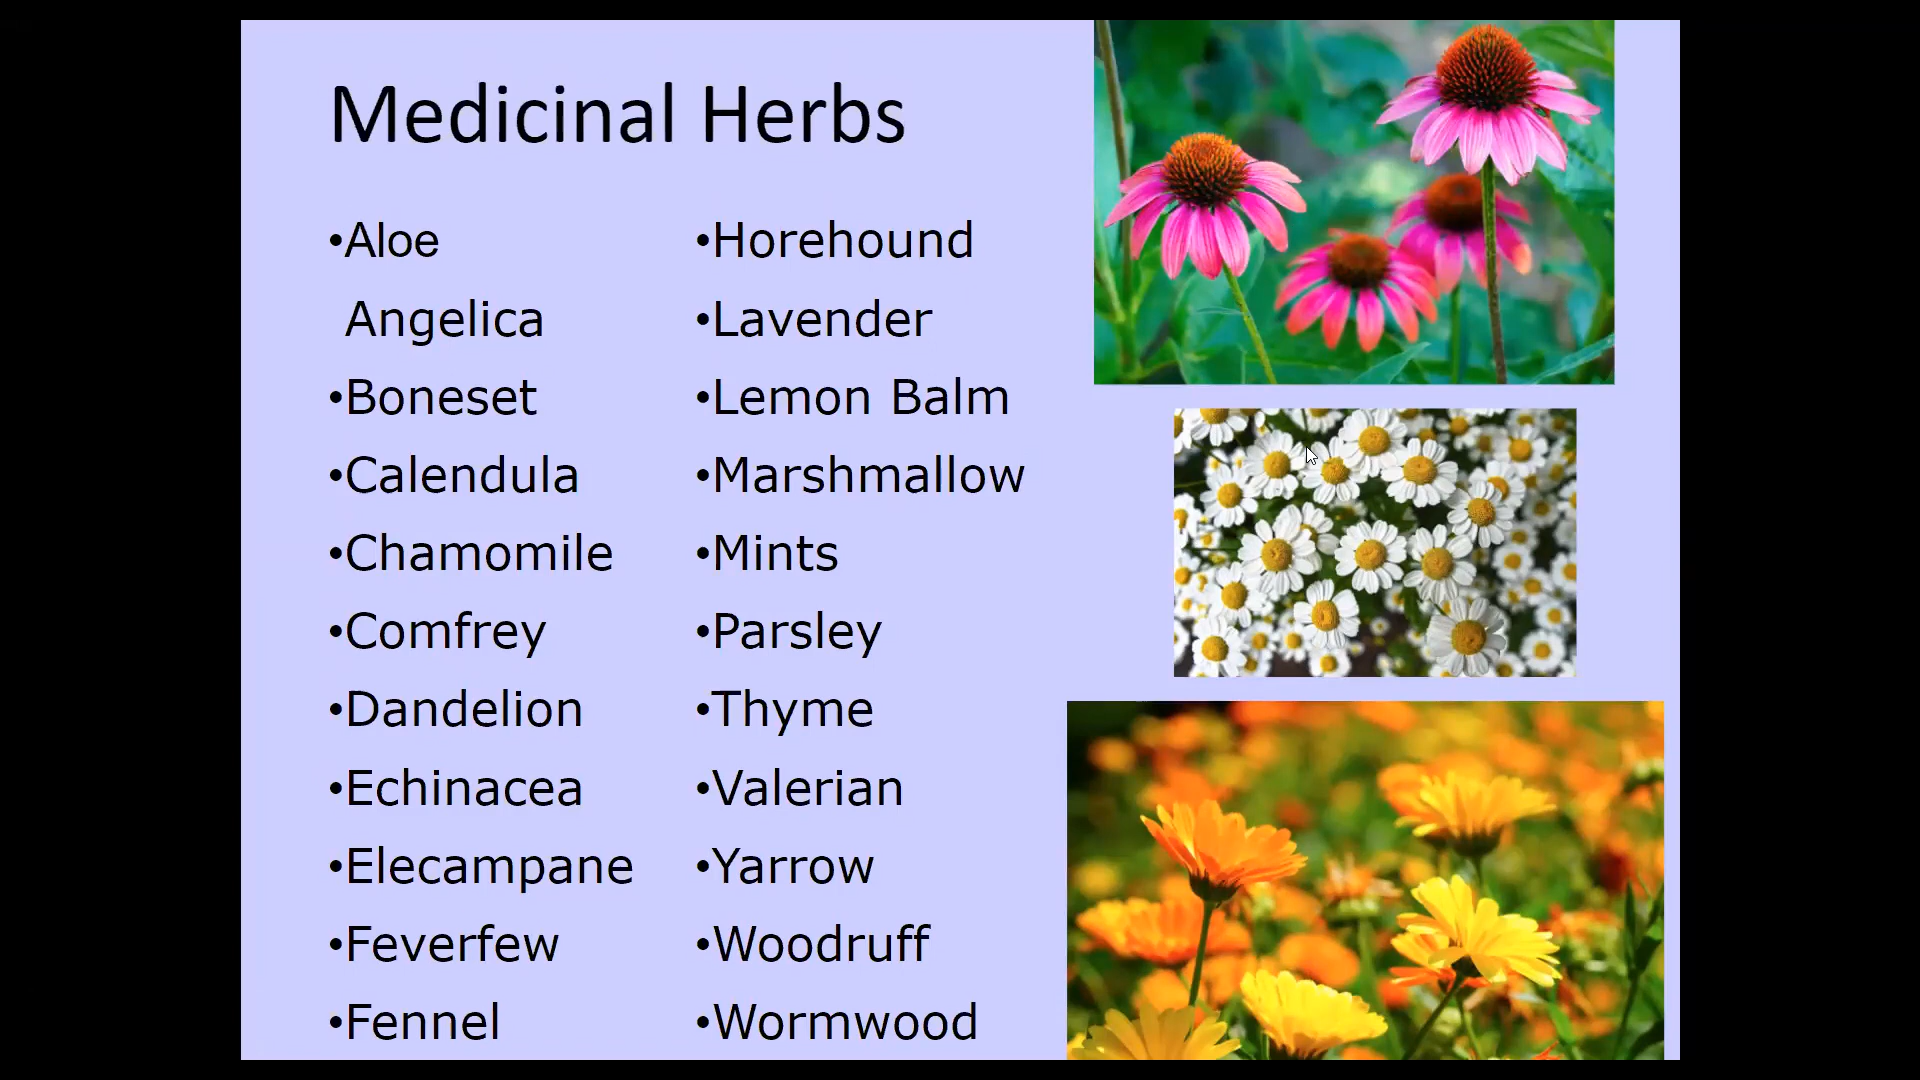 Medicinal Herbs
•Aloe
Angelica
•Boneset
•Calendula
•Chamomile
•Comfrey
•Dandelion
•Echinacea
•Elecampane
•Feverfew
•Fennel
•Horehound
•Lavender
•Lemon Balm
•Marshmallow
•Mints
•Parsley
•Thyme
•Valerian
•Yarrow
•Woodruff
•Wormwood